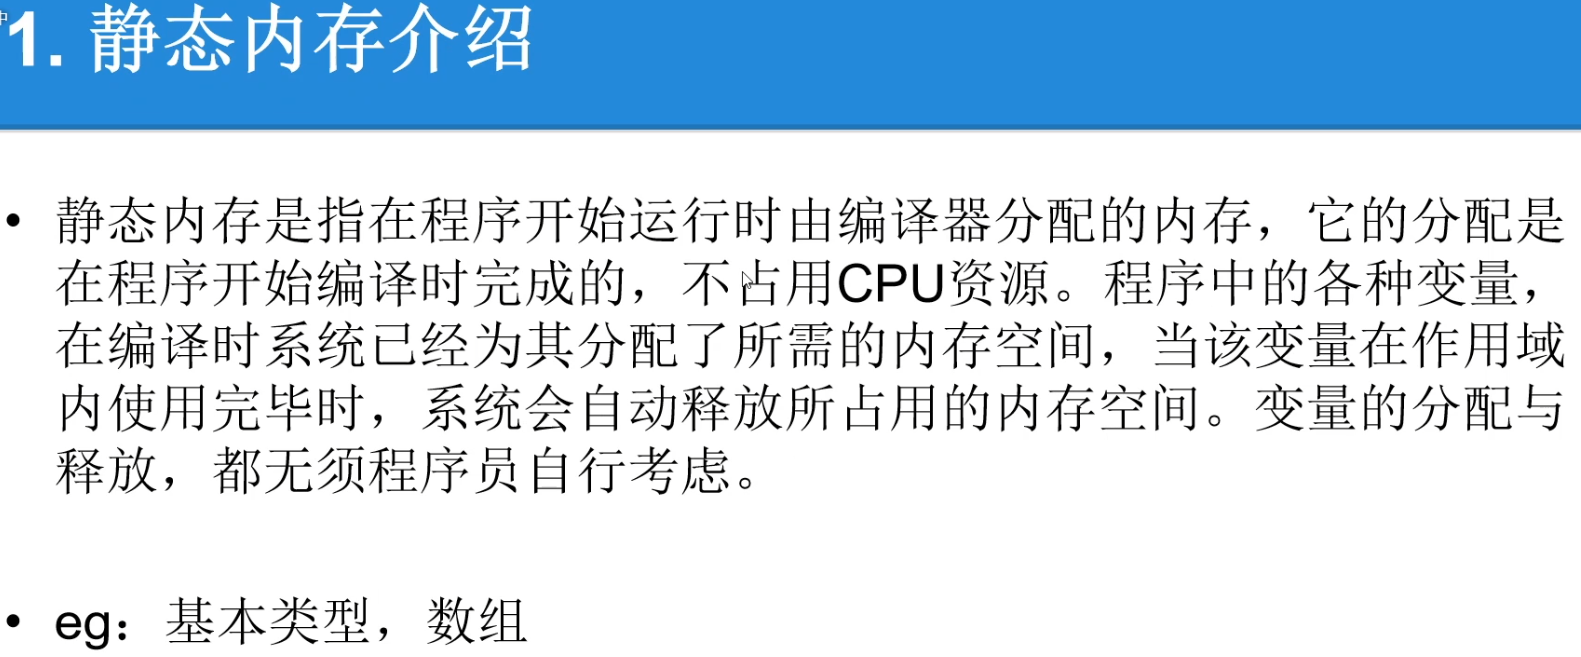 中
1. 静态内存介绍
• 静态内存是指在程序开始运行时由编译器分配的内存，它的分配是
在程序开始编译时完成的，不占用CPU资源。程序中的各种变量，
在编译时系统已经为其分配了所需的内存空间，当该变量在作用域
内使用完毕时，系统会自动释放所占用的内存空间。变量的分配与
释放，都无须程序员自行考虑。
• eg：基本类型，数组